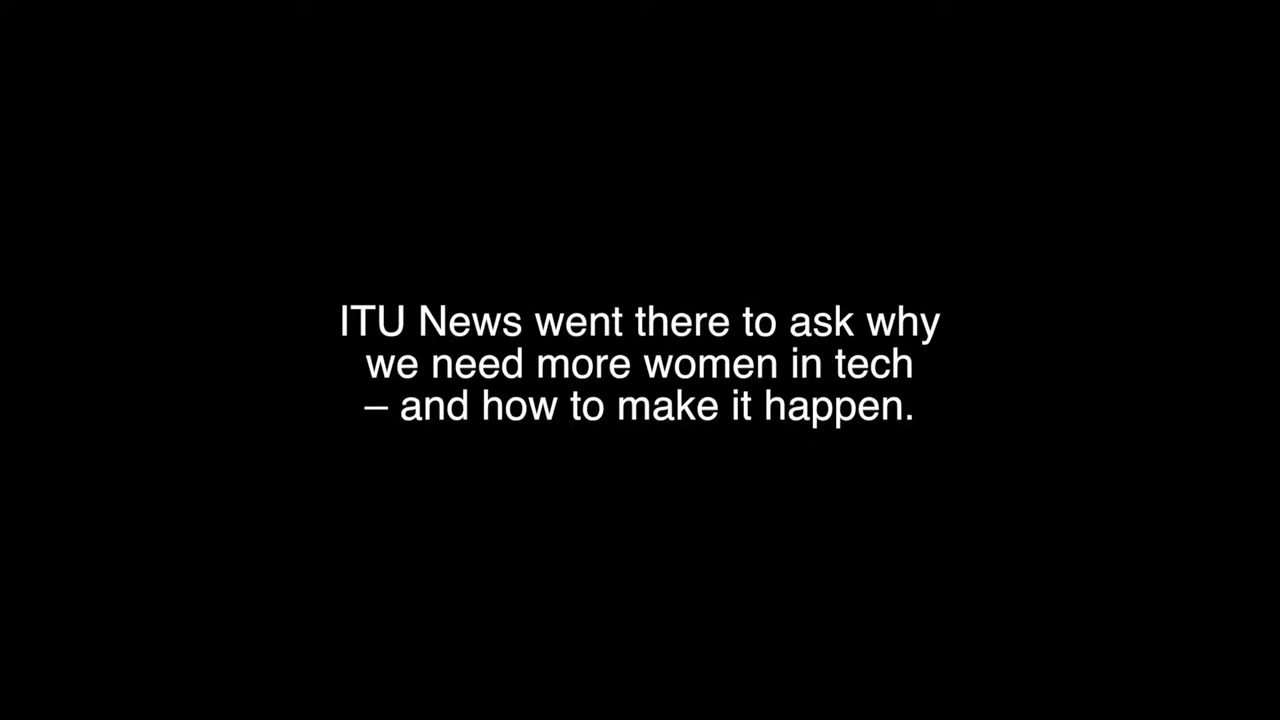 ITU News went there to ask why
we need more women in tech
– and how to make it happen.